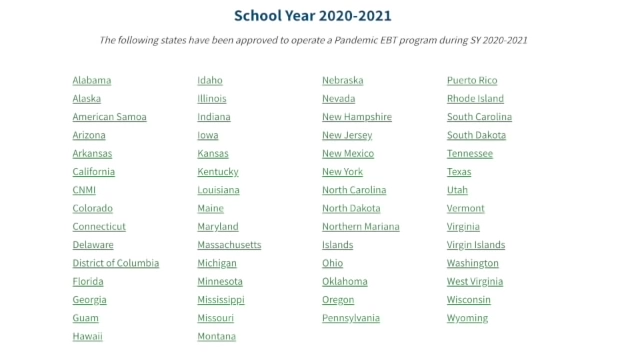 School Year 2020-2021
The following states have been approved to operate a Pandemic EBT program during SY 2020-2021
Alabama
Alaska
American Samoa
Arizona
Arkansas
California
CNMI
Colorado
Connecticut
Delaware
District of Columbia
Florida
Georgia
Guam
Hawaii
Idaho
Illinois
Indiana
Iowa
Kansas
Kentucky
Louisiana
Maine
Maryland
Massachusetts
Michigan
Minnesota
Mississippi
Missouri
Montana
Nebraska
Nevada
New Hampshire
New Jersey
New Mexico
New York
North Carolina
North Dakota
Northern Mariana
Islands
Ohio
Oklahoma
Oregon
Pennsylvania
Puerto Rico
Rhode Island
South Carolina
South Dakota
Tennessee
Texas
Utah
Vermont
Virginia
Virgin Islands
Washington
West Virginia
Wisconsin
Wyoming